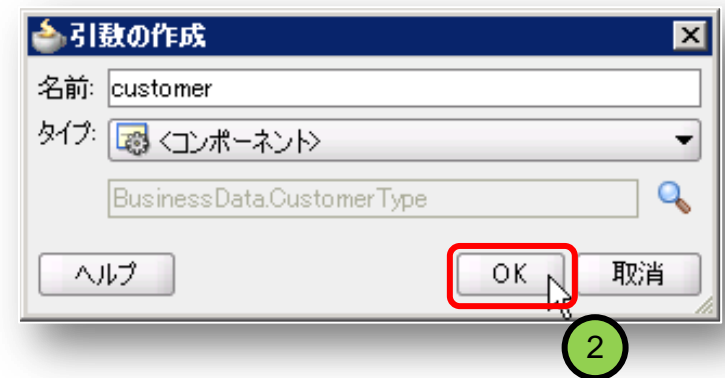 引数の作成
名前: customer
タイプ: <コンポーネント>
BusinessData.CustomerType
ヘルプ OK 取消
2